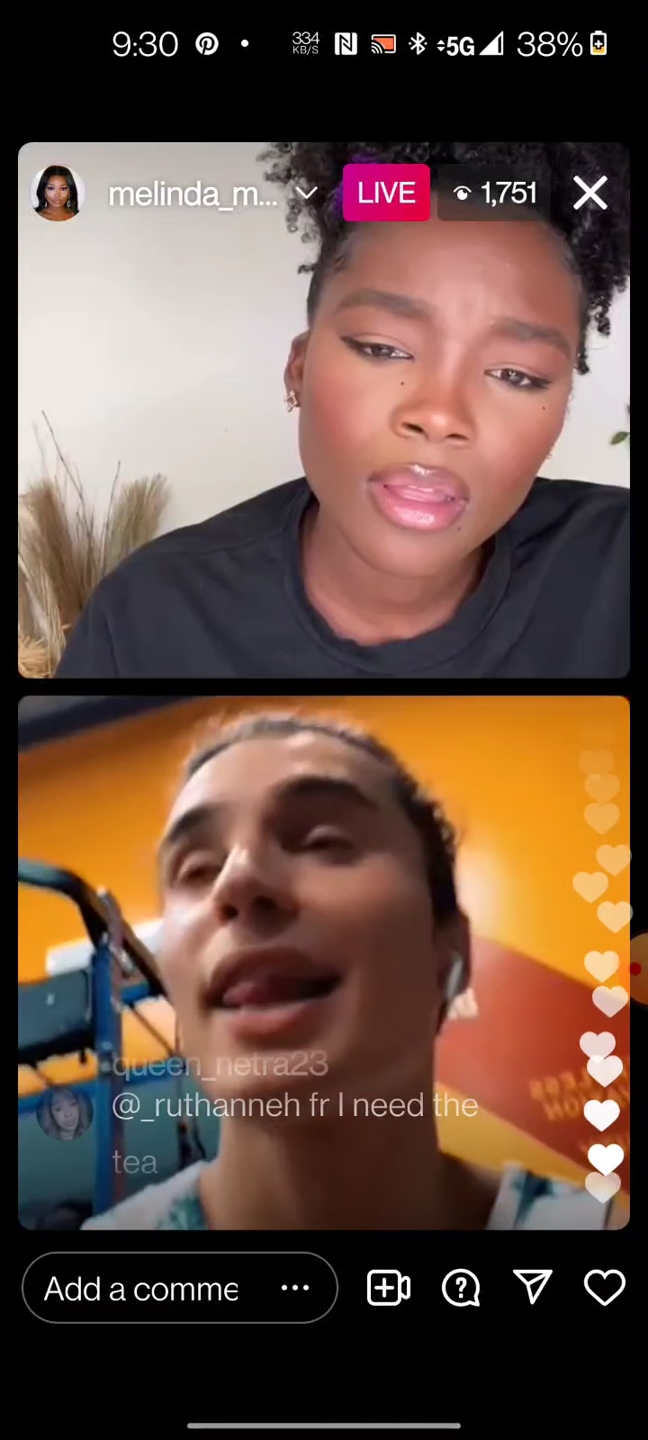 9:30
334
KB/S
5G
38%
melinda_m...
LIVE
1,751
queen_netra23
@_ruthanneh fr I need the
tea
Add a comme